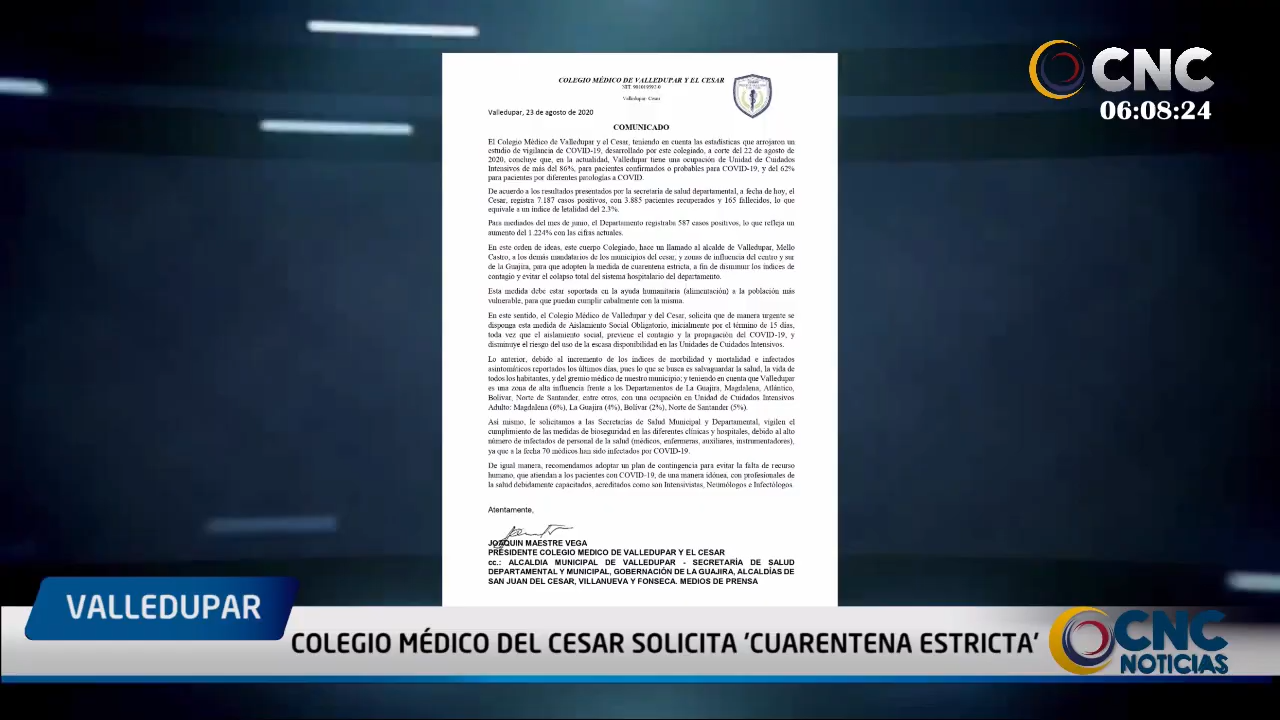 CNC
06:08:24
COLEGIO MÉDICO DE VALLEDUPAR Y EL CESAR
Valledupar- Cesar
Valledupar, 23 de agosto de 2020
COMUNICADO
El Colegio Médico de Valledupar y el Cesar, teniendo en cuenta las estadísticas que arrojaron un
estudio de vigilancia de COVID-19, desarrollado por este colegiado, a corte del 22 de agosto de
2020, concluye que, en la actualidad, Valledupar tiene una ocupación de Unidad de Cuidados
Intensivos de más del 86%, para pacientes confirmados o probables para COVID-19, y del 62%
para pacientes por diferentes patologías a COVID.
De acuerdo a los resultados presentados por la secretaría de salud departamental, a fecha de hoy, el
Cesar, registra 7.187 casos positivos, con 3.885 pacientes recuperados y 165 fallecidos, lo que
equivale a un índice de letalidad del 2.3%.
Para mediados del mes de junio, el Departamento registraba 587 casos positivos, lo que refleja un
aumento del 1.224% con las cifras actuales.
En este orden de ideas, este cuerpo Colegiado, hace un llamado al alcalde de Valledupar, Mello
Castro, a los demás mandatarios de los municipios del cesar, y zonas de influencia del centro y sur
de la Guajira, para que adopten la medida de cuarentena estricta, a fin de disminuir los índices de
contagio y evitar el colapso total del sistema hospitalario del departamento.
Esta medida debe estar soportada en la ayuda humanitaria (alimentación) a la población más
vulnerable, para que puedan cumplir cabalmente con la misma.
En este sentido, el Colegio Médico de Valledupar y del Cesar, solicita que de manera urgente se
disponga esta medida de Aislamiento Social Obligatorio, inicialmente por el término de 15 días,
toda vez que el aislamiento social, previene el contagio y la propagación del COVID-19, y
disminuye el riesgo del uso de la escasa disponibilidad en las Unidades de Cuidados Intensivos.
Lo anterior, debido al incremento de los índices de morbilidad y mortalidad e infectados
asintomáticos reportados los últimos días, pues lo que se busca es salvaguardar la salud, la vida de
todos los habitantes, y del gremio médico de nuestro municipio; y teniendo en cuenta que Valledupar
es una zona de alta influencia frente a los Departamentos de La Guajira, Magdalena, Atlántico,
Bolívar, Norte de Santander, entre otros, con una ocupación en Unidad de Cuidados Intensivos
Adulto: Magdalena (6%), La Guajira (4%), Bolívar (2%), Norte de Santander (5%).
Así mismo, le solicitamos a las Secretarías de Salud Municipal y Departamental, vigilen el
cumplimiento de las medidas de bioseguridad en las diferentes clínicas y hospitales, debido al alto
número de infectados de personal de la salud (médicos, enfermeras, auxiliares, instrumentadores),
ya que a la fecha 70 médicos han sido infectados por COVID-19.
De igual manera, recomendamos adoptar un plan de contingencia para evitar la falta de recurso
humano, que atiendan a los pacientes con COVID-19, de una manera idónea, con profesionales de
la salud debidamente capacitados, acreditados como son Intensivistas, Neumólogos e Infectólogos.
Atentamente,
JOAQUIN MAESTRE VEGA
PRESIDENTE COLEGIO MEDICO DE VALLEDUPAR Y EL CESAR
cc.: ALCALDIA MUNICIPAL DE VALLEDUPAR - SECRETARÍA DE SALUD
DEPARTAMENTAL Y MUNICIPAL, GOBERNACIÓN DE LA GUAJIRA, ALCALDÍAS DE
SAN JUAN DEL CESAR, VILLANUEVA Y FONSECA. MEDIOS DE PRENSA
VALLEDUPAR
COLEGIO MÉDICO DEL CESAR SOLICITA 'CUARENTENA ESTRICTA'
CNC
NOTICIAS